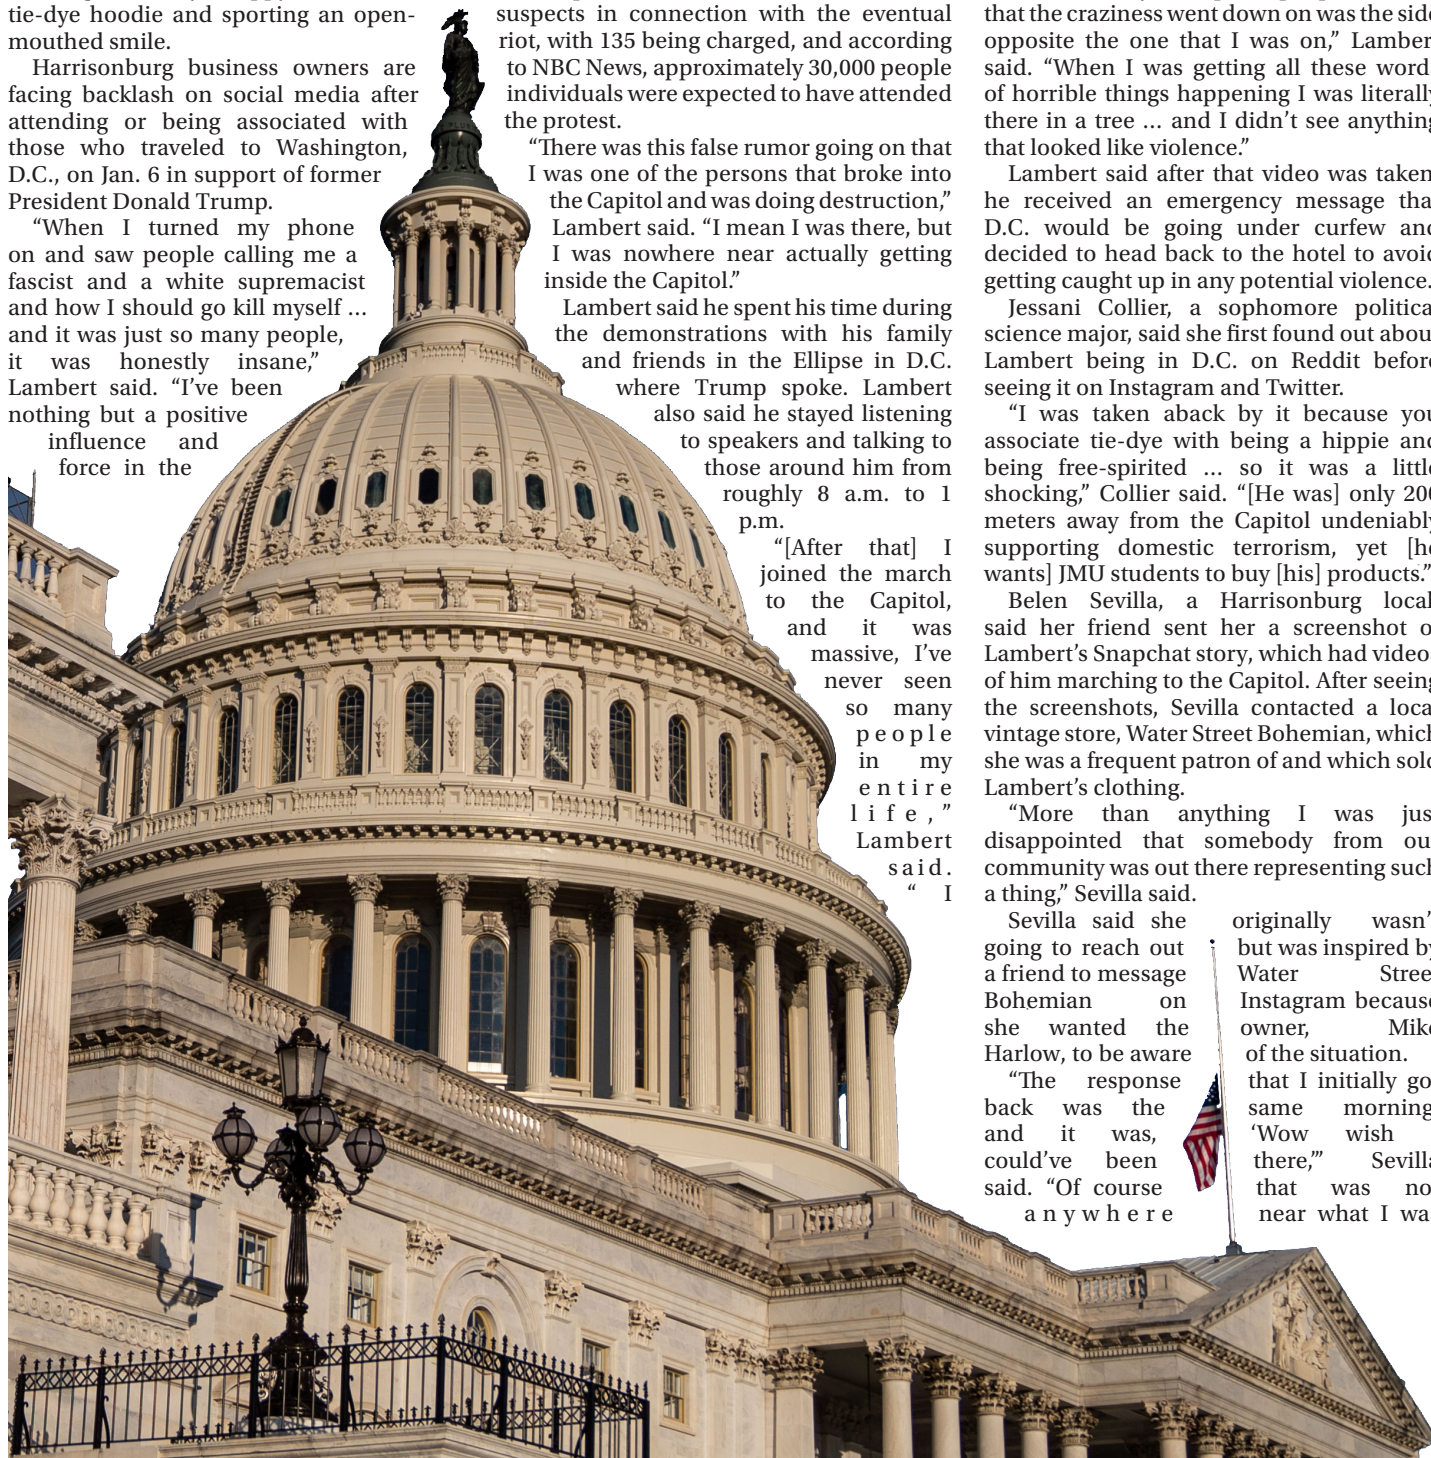 tie-dye hoodie and sporting an open-
mouthed smile.
Harrisonburg business owners are
facing backlash on social media after
attending or being associated with
those who traveled to Washington,
D.C., on Jan. 6 in support of former
President Donald Trump.
“When I turned my phone
on and saw people calling me a
fascist and a white supremacist
and how I should go kill myself ...
and it was just so many people,
it was honestly insane,”
Lambert said. “I’ve been
nothing but a positive
influence and
force in the
suspects in connection with the eventual
riot, with 135 being charged, and according
to NBC News, approximately 30,000 people
individuals were expected to have attended
the protest.
“There was this false rumor going on that
I was one of the persons that broke into
the Capitol and was doing destruction,”
Lambert said. “I mean I was there, but
I was nowhere near actually getting
inside the Capitol.”
Lambert said he spent his time during
the demonstrations with his family
and friends in the Ellipse in D.C.
where Trump spoke. Lambert
also said he stayed listening
to speakers and talking to
those around him from
roughly 8 a.m. to 1
p.m.
“[After that] I
joined the march
to the Capitol,
and it was
massive, I’ve
never seen
so many
people
in my
entire
life,”
Lambert
said.
“I
that the craziness went down on was the side
opposite the one that I was on,” Lamber
said. “When I was getting all these word
of horrible things happening I was literally
there in a tree ... and I didn’t see anything
that looked like violence.”
Lambert said after that video was taken
he received an emergency message tha
D.C. would be going under curfew and
decided to head back to the hotel to avoid
getting caught up in any potential violence.
Jessani Collier, a sophomore politica
science major, said she first found out abou
Lambert being in D.C. on Reddit before
seeing it on Instagram and Twitter.
“I was taken aback by it because you
associate tie-dye with being a hippie and
being free-spirited ... so it was a little
shocking,” Collier said. “[He was] only 200
meters away from the Capitol undeniably
supporting domestic terrorism, yet [he
wants] JMU students to buy [his] products.”
Belen Sevilla, a Harrisonburg local
said her friend sent her a screenshot o
Lambert’s Snapchat story, which had video
of him marching to the Capitol. After seeing
the screenshots, Sevilla contacted a loca
vintage store, Water Street Bohemian, which
she was a frequent patron of and which sold
Lambert’s clothing.
“More than anything I was jus
disappointed that somebody from ou
community was out there representing such
a thing,” Sevilla said.
Sevilla said she originally wasn’
going to reach out but was inspired by
a friend to message Water Stree
Bohemian on Instagram because
she wanted the owner, Mike
Harlow, to be aware of the situation.
“The response that I initially go
back was the same morning
and it was, ‘Wow wish
could’ve been there,’” Sevilla
said. “Of course that was no
anywhere near what I wa